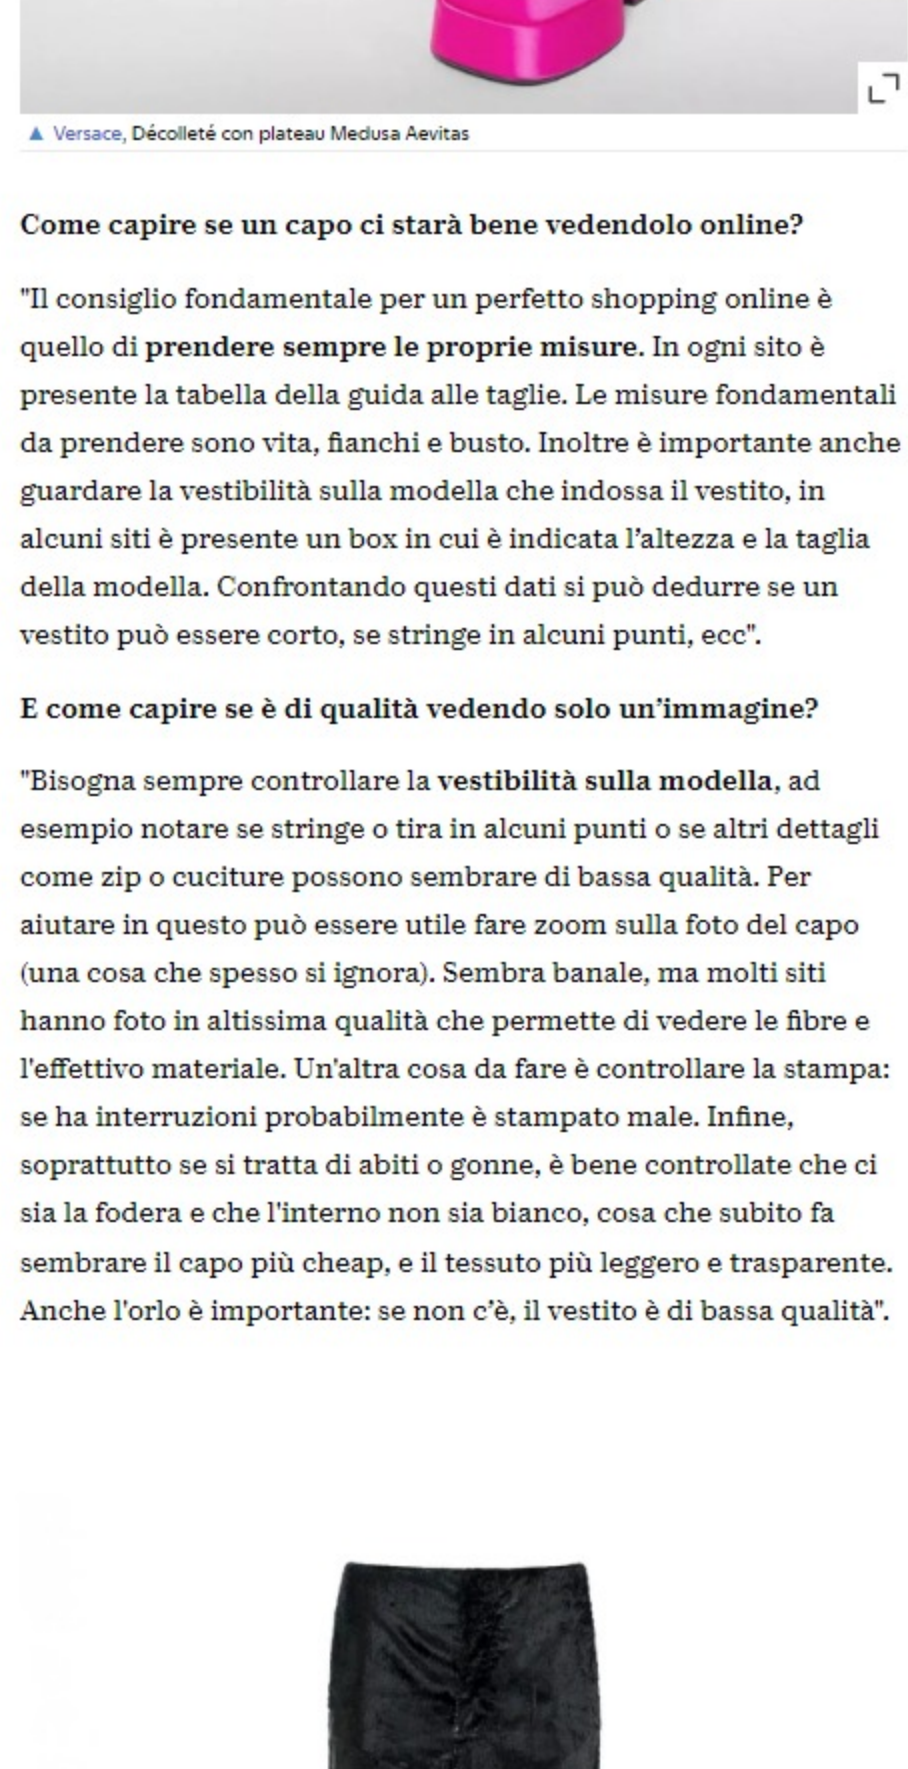 ▲ Versace, Décolleté con plateau Medusa Aevitas
Come capire se un capo ci starà bene vedendolo online?
"Il consiglio fondamentale per un perfetto shopping online è
quello di prendere sempre le proprie misure. In ogni sito è
presente la tabella della guida alle taglie. Le misure fondamentali
da prendere sono vita, fianchi e busto. Inoltre è importante anche
guardare la vestibilità sulla modella che indossa il vestito, in
alcuni siti è presente un box in cui è indicata l’altezza e la taglia
della modella. Confrontando questi dati si può dedurre se un
vestito può essere corto, se stringe in alcuni punti, ecc".
E come capire se è di qualità vedendo solo un’immagine?
"Bisogna sempre controllare la vestibilità sulla modella, ad
esempio notare se stringe o tira in alcuni punti o se altri dettagli
come zip o cuciture possono sembrare di bassa qualità. Per
aiutare in questo può essere utile fare zoom sulla foto del capo
(una cosa che spesso si ignora). Sembra banale, ma molti siti
hanno foto in altissima qualità che permette di vedere le fibre e
l'effettivo materiale. Un'altra cosa da fare è controllare la stampa:
se ha interruzioni probabilmente è stampato male. Infine,
soprattutto se si tratta di abiti o gonne, è bene controllate che ci
sia la fodera e che l'interno non sia bianco, cosa che subito fa
sembrare il capo più cheap, e il tessuto più leggero e trasparente.
Anche l'orlo è importante: se non c’è, il vestito è di bassa qualità".